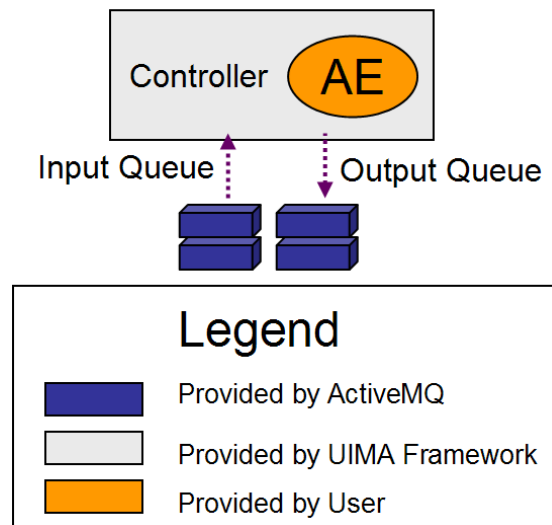 Controller
AE
Input Queue
Output Queue
Legend
Provided by ActiveMQ
Provided by UIMA Framework
Provided by User